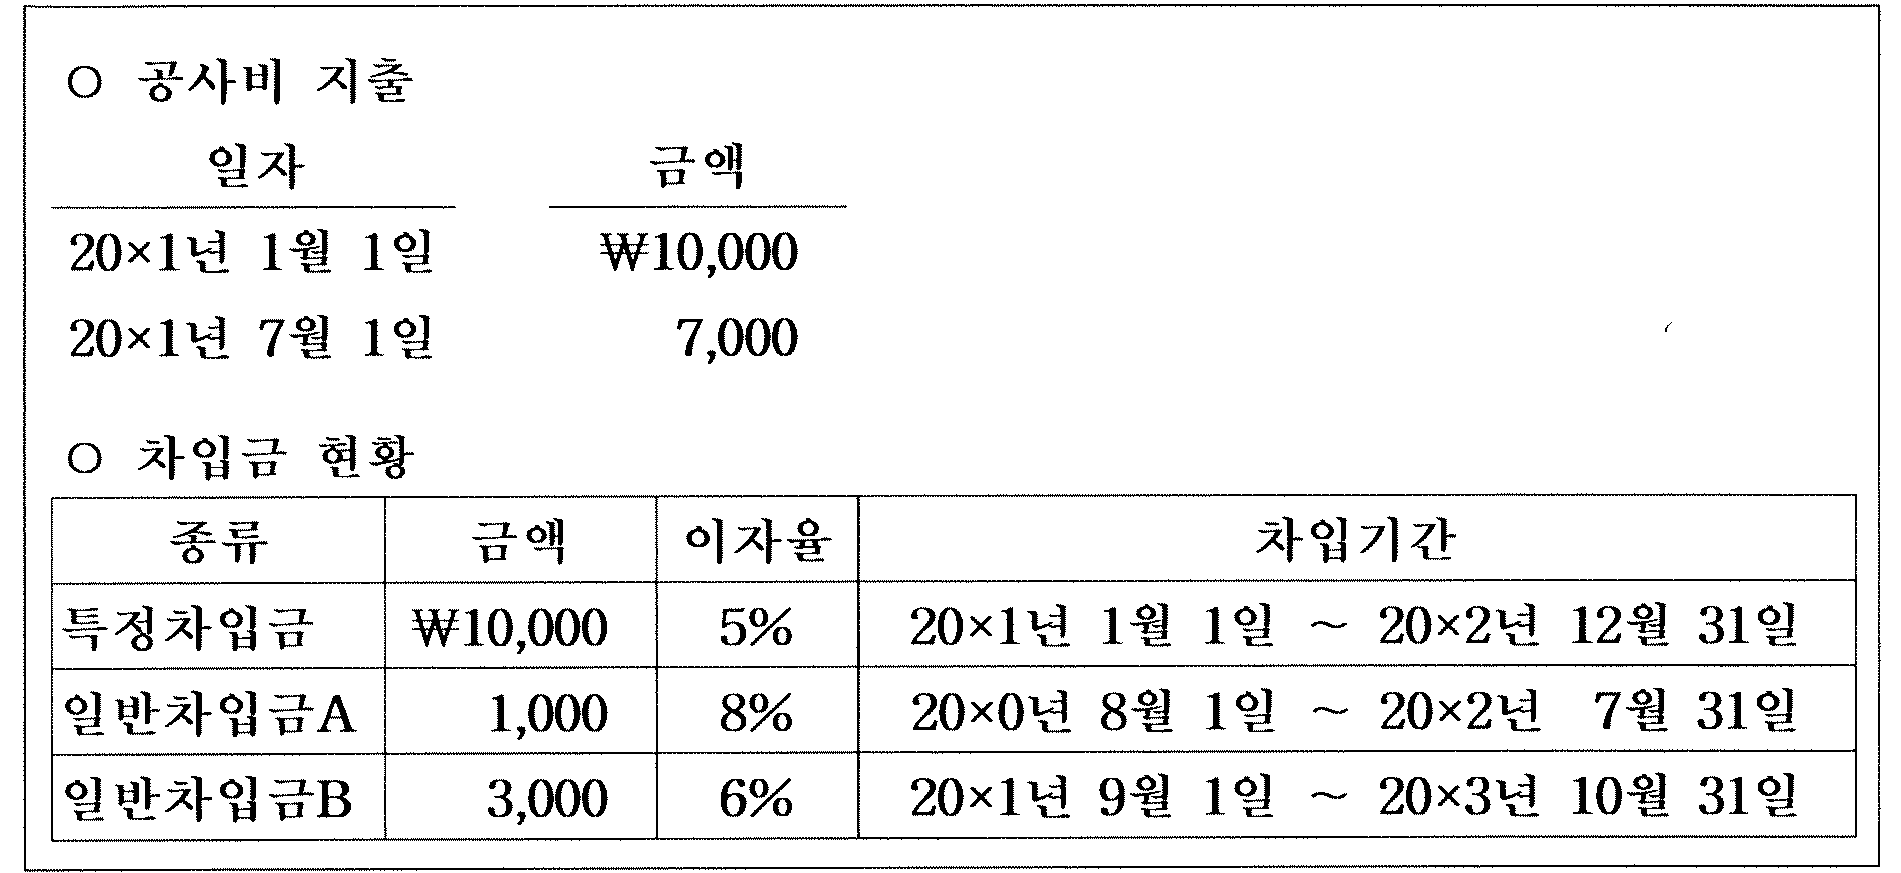 ○ 공사비 지출
일자 금액
20×1년 1월 1일 ₩10,000
20×1년 7월 1일 7,000
○ 차입금 현황
종류 금액 이자율 차입기간
특정차입금 ₩10,000 5% 20×1년 1월 1일 ~ 20×2년 12월 31일
일반차입금A 1,000 8% 20×0년 8월 1일 ~ 20×2년 7월 31일
일반차입금B 3,000 6% 20×1년 9월 1일 ~ 20×3년 10월 31일